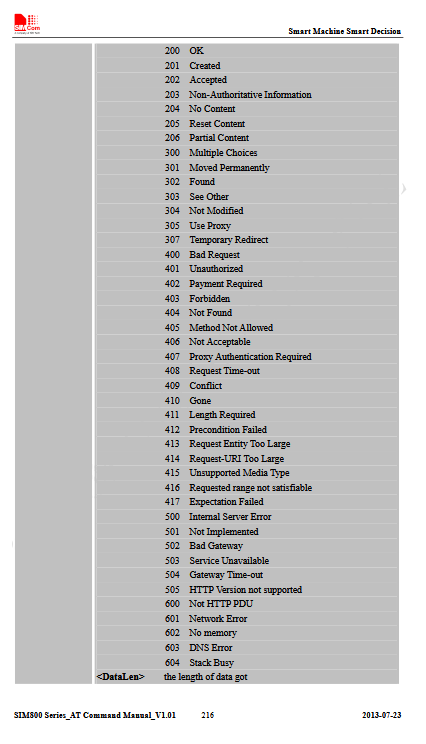 Smart Machine Smart Decision
200 OK
201 Created
202 Accepted
203 Non-Authoritative Information
204 No Content
205 Reset Content
206 Partial Content
300 Multiple Choices
301 Moved Permanently
302 Found
303 See Other
304 Not Modified
305 Use Proxy
307 Temporary Redirect
400 Bad Request
401 Unauthorized
402 Payment Required
403 Forbidden
404 Not Found
405 Method Not Allowed
406 Not Acceptable
407 Proxy Authentication Required
408 Request Time-out
409 Conflict
410 Gone
411 Length Required
412 Precondition Failed
413 Request Entity Too Large
414 Request-URI Too Large
415 Unsupported Media Type
416 Requested range not satisfiable
417 Expectation Failed
500 Internal Server Error
501 Not Implemented
502 Bad Gateway
503 Service Unavailable
504 Gateway Time-out
505 HTTP Version not supported
600 Not HTTP PDU
601 Network Error
602 No memory
603 DNS Error
604 Stack Busy
<DataLen> the length of data got
SIM800 Series_AT Command Manual_V1.01 216 2013-07-23